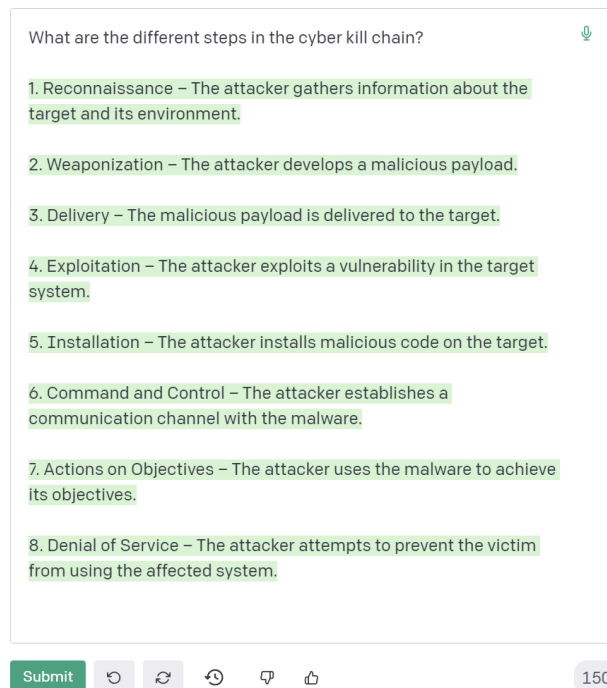 What are the different steps in the cyber kill chain?
1. Reconnaissance – The attacker gathers information about the
target and its environment.
2. Weaponization – The attacker develops a malicious payload.
3. Delivery – The malicious payload is delivered to the target.
4. Exploitation – The attacker exploits a vulnerability in the target
system.
5. Installation – The attacker installs malicious code on the target.
6. Command and Control – The attacker establishes a
communication channel with the malware.
7. Actions on Objectives – The attacker uses the malware to achieve
its objectives.
8. Denial of Service – The attacker attempts to prevent the victim
from using the affected system.
Submit
150